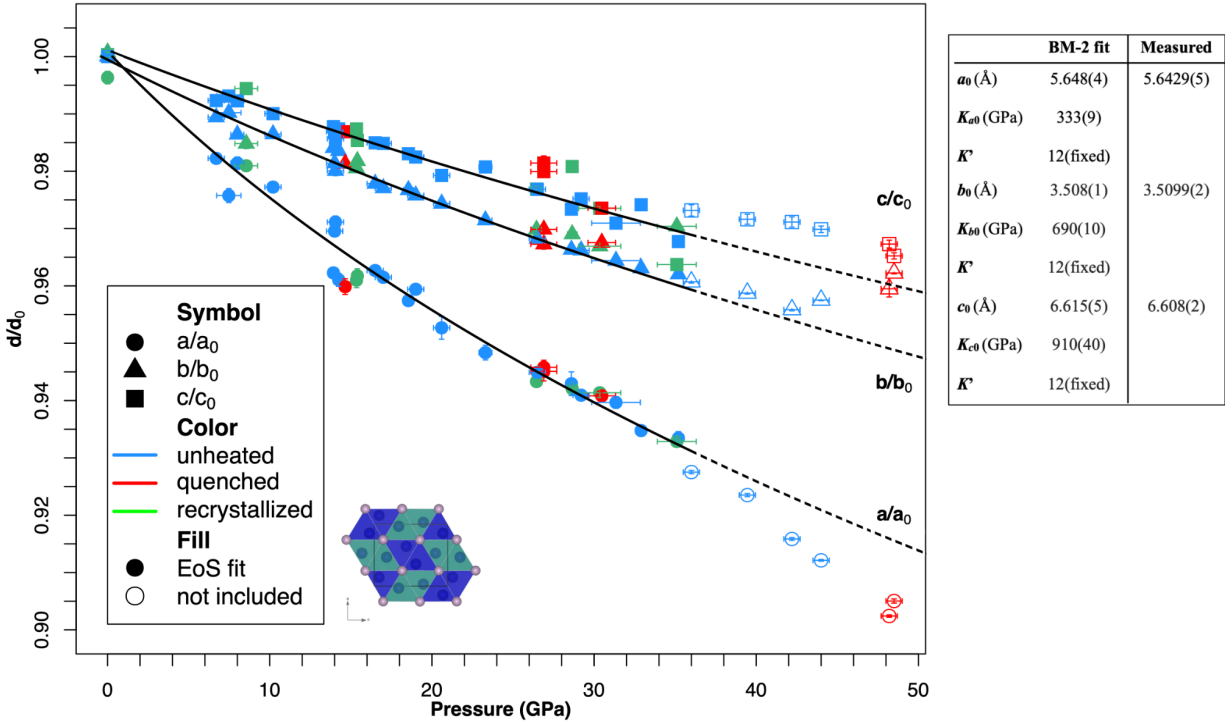 d/d0
1.00
0.98
0.96
0.94
0.92
0.90
c/c0
b/b0
a/a0
Symbol
a/a0
b/b0
c/c0
Color
unheated
quenched
recrystallized
Fill
EoS fit
not included
0 10 20 30 40 50
Pressure (GPa)
BM-2 fit Measured
a0 (Å) 5.648(4) 5.6429(5)
Ka0 (GPa) 333(9)
K’ 12(fixed)
b0 (Å) 3.508(1) 3.5099(2)
Kb0 (GPa) 690(10)
K’ 12(fixed)
c0 (Å) 6.615(5) 6.608(2)
Kc0 (GPa) 910(40)
K’ 12(fixed)